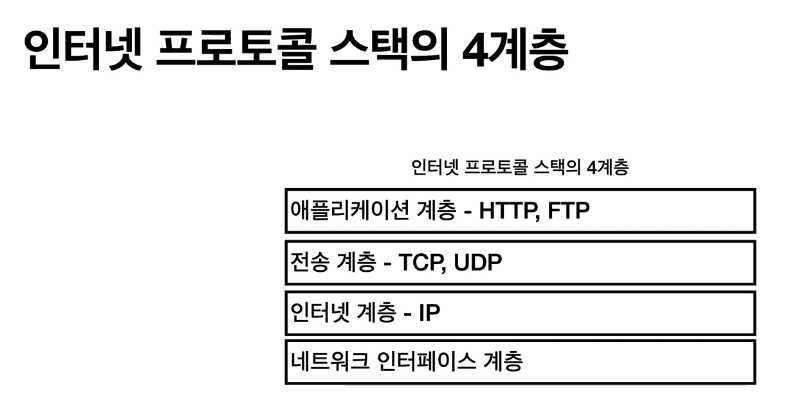 인터넷 프로토콜 스택의 4계층
인터넷 프로토콜 스택의 4계층
애플리케이션 계층 - HTTP, FTP
전송 계층 - TCP, UDP
인터넷 계층 - IP
네트워크 인터페이스 계층